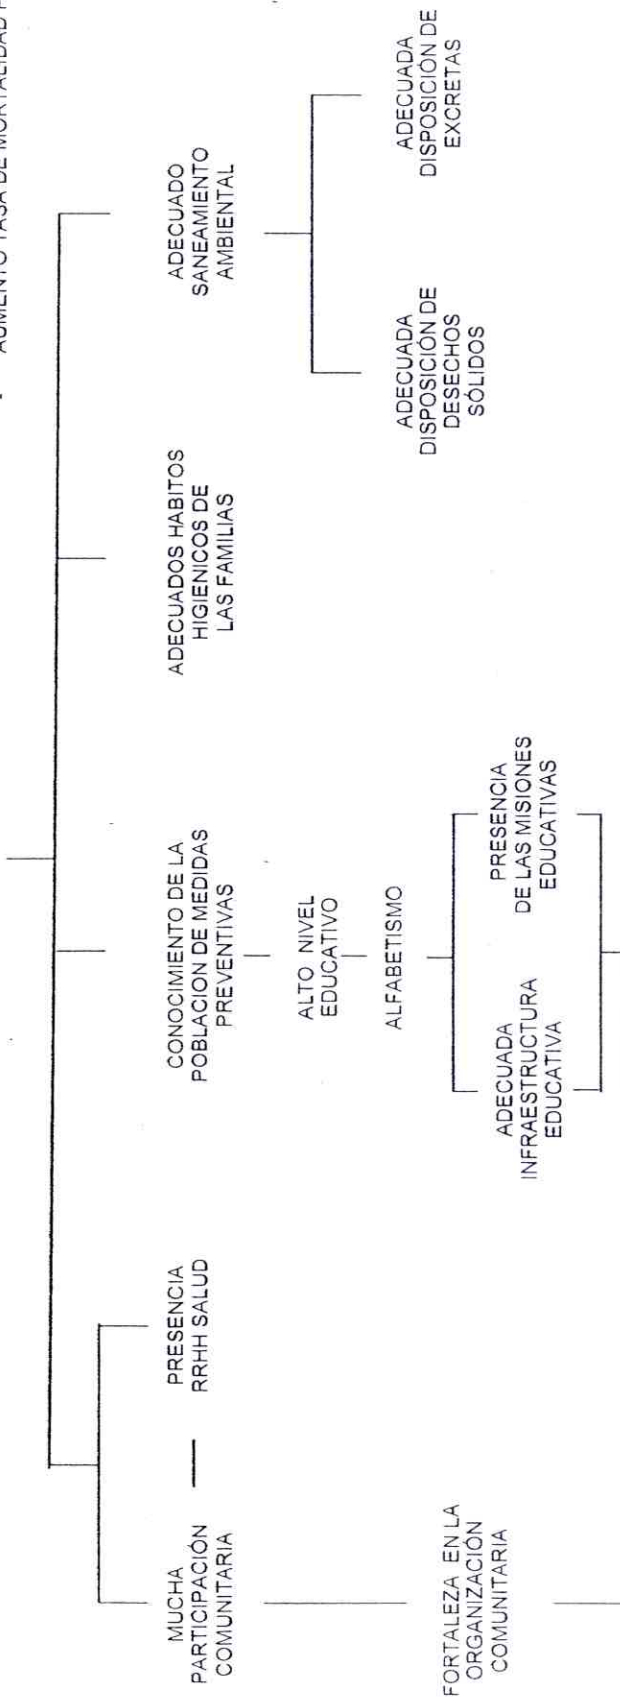 AUMENTO TASA DE MORTALIDAD
MUCHA
PARTICIPACIÓN
COMUNITARIA
PRESENCIA
RRHH SALUD
CONOCIMIENTO DE LA
POBLACION DE MEDIDAS
PREVENTIVAS
ADECUADOS HABITOS
HIGIENICOS DE
LAS FAMILIAS
ADECUADO
SANEAMIENTO
AMBIENTAL
FORTALEZA EN LA
ORGANIZACIÓN
COMUNITARIA
ALTO NIVEL
EDUCATIVO
ALFABETISMO
ADECUADA
INFRAESTRUCTURA
EDUCATIVA
PRESENCIA
DE LAS MISIONES
EDUCATIVAS
ADECUADA
DISPOSICIÓN DE
DESECHOS
SÓLIDOS
ADECUADA
DISPOSICIÓN DE
EXCRETAS